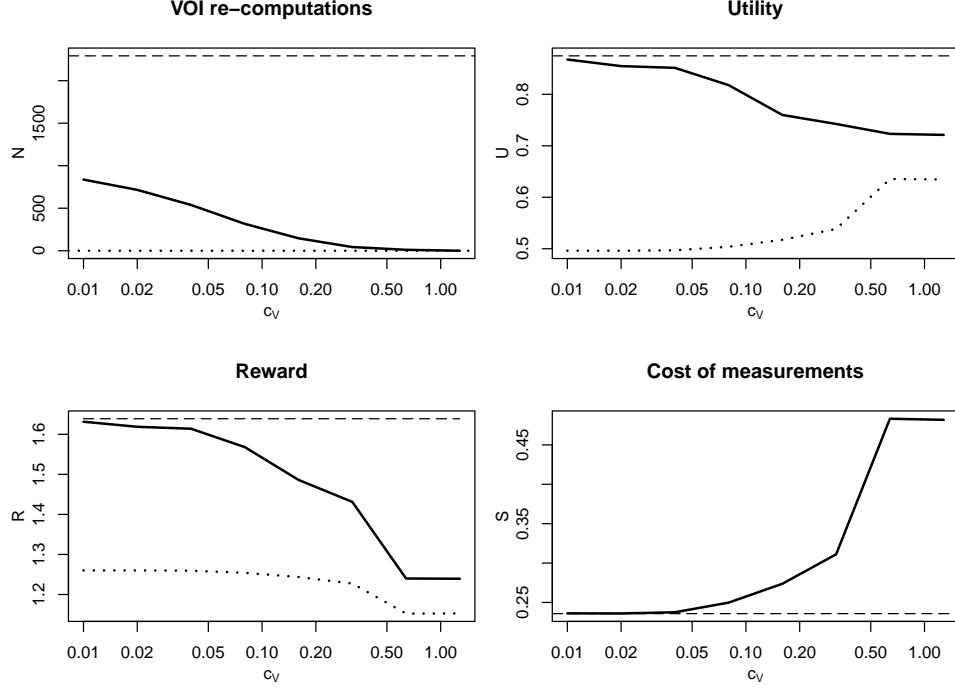 VOI re−computations
N
0
500
1500
0.01 0.02 0.05 0.10 0.20 0.50 1.00
cV
Utility
U
0.5
0.6
0.7
0.8
0.01 0.02 0.05 0.10 0.20 0.50 1.00
cV
Reward
R
1.2
1.3
1.4
1.5
1.6
0.01 0.02 0.05 0.10 0.20 0.50 1.00
cV
Cost of measurements
S
0.25
0.35
0.45
0.01 0.02 0.05 0.10 0.20 0.50 1.00
cV